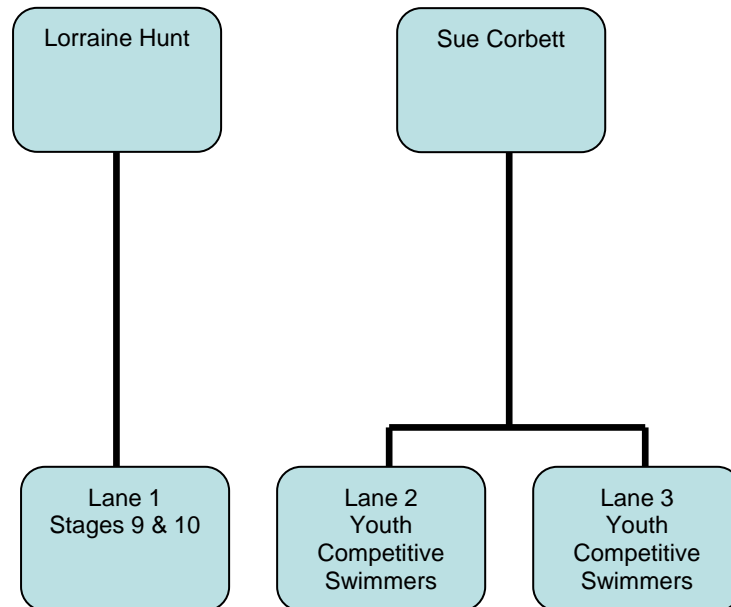 Lorraine Hunt
Sue Corbett
Lane 1
Stages 9 & 10
Lane 2
Youth
Competitive
Swimmers
Lane 3
Youth
Competitive
Swimmers